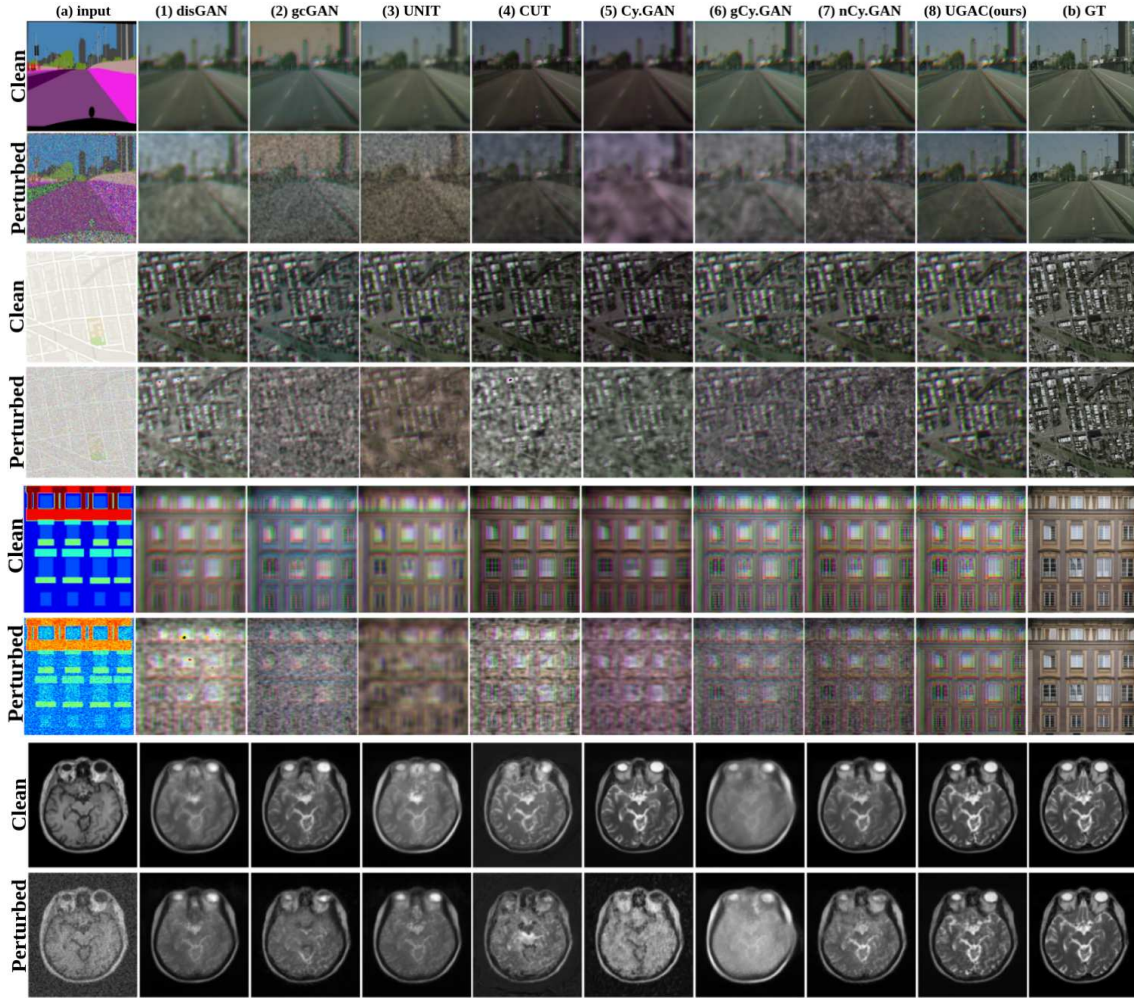 (a) input (1) disGAN (2) gcGAN (3) UNIT (4) CUT (5) Cy.GAN (6) gCy.GAN (7) nCy.GAN (8) UGAC(ours) (b) GT
Clean
Perturbed
Clean
Perturbed
Clean
Perturbed
Clean
Perturbed